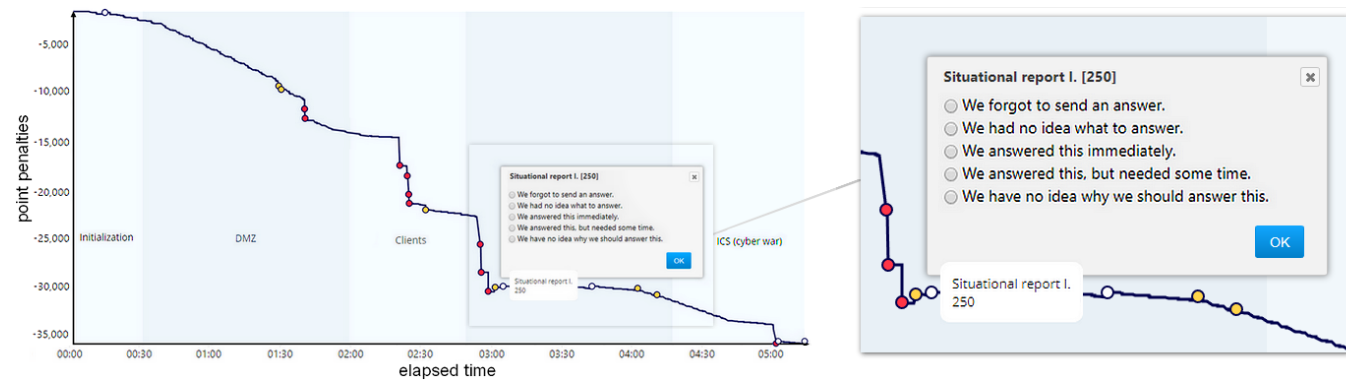 -5,000
-10,000
-15,000
-20,000
-25,000
-30,000
-35,000
point penalties
Initialization
DMZ
Clients
ICS (cyber war)
Situational report I. [250]
We forgot to send an answer.
We had no idea what to answer.
We answered this immediately.
We answered this, but needed some time.
We have no idea why we should answer this.
OK
Situational report I.
250
00:00 00:30 01:00 01:30 02:00 02:30 03:00 03:30 04:00 04:30 05:00
elapsed time
Situational report I. [250]
We forgot to send an answer.
We had no idea what to answer.
We answered this immediately.
We answered this, but needed some time.
We have no idea why we should answer this.
OK
Situational report I.
250